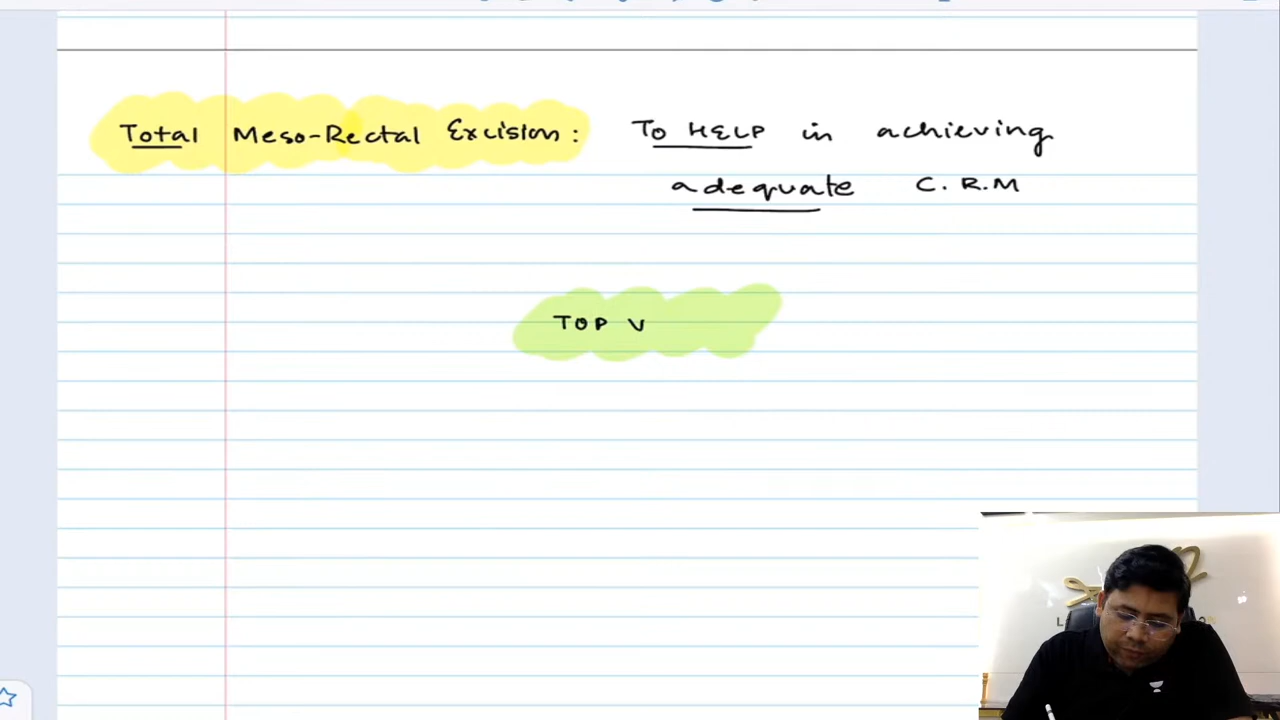 Total Meso-Rectal Excision: To HELP in achieving
adequate C.R.M
TOP V